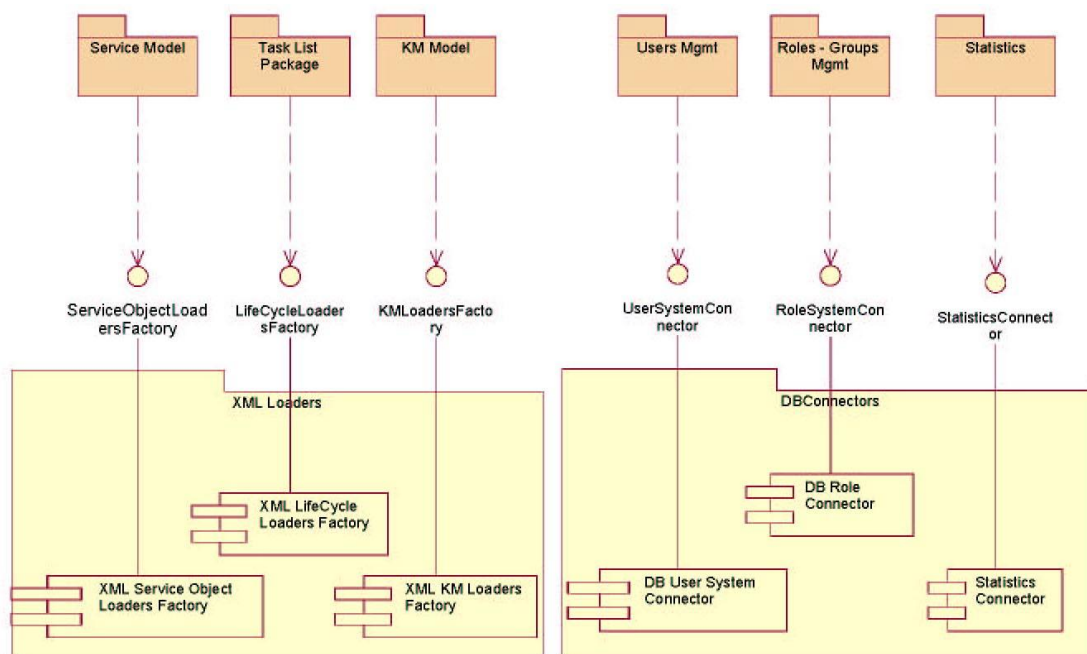 Service Model
Task List
Package
KM Model
Users Mgmt
Roles - Groups
Mgmt
Statistics
ServiceObjectLoad
ersFactory
LifeCycleLoader
sFactory
KMLoadersFacto
ry
UserSystemCo
nnector
RoleSystemCon
nector
StatisticsConnect
or
XML Loaders
DBConnectors
XML LifeCycle
Loaders Factory
DB Role
Connector
XML Service Object
Loaders Factory
XML KM Loaders
Factory
DB User System
Connector
Statistics
Connector